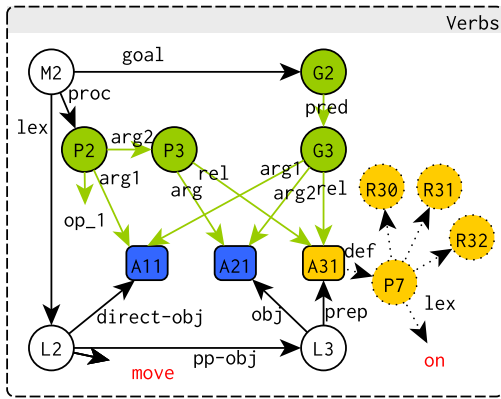 Verbs
goal
M2
G2
proc
pred
lex
arg2
P2
P3
G3
arg1
rel
arg
arg1
arg2
rel
R30
R31
op_1
R32
A11
A21
A31
def
P7
direct-obj
obj
prep
lex
L2
L3
pp-obj
move
on